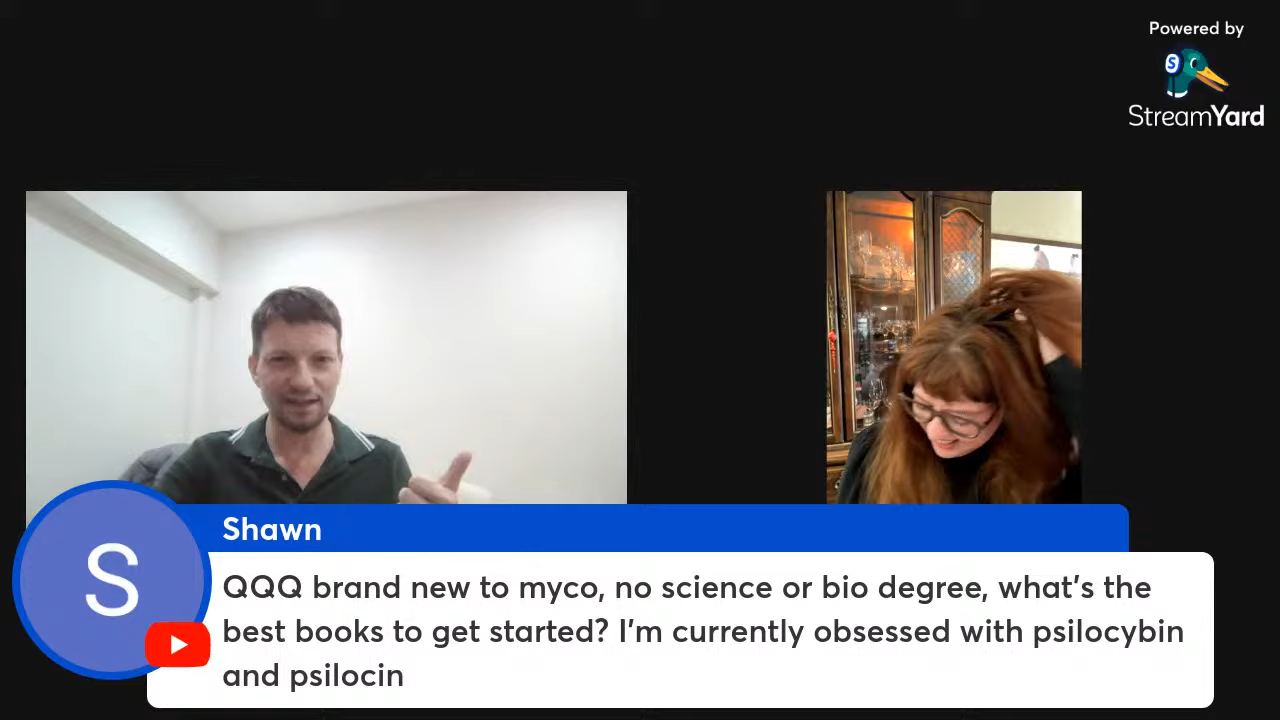 Powered by
S
StreamYard
Shawn
S
QQQ brand new to myco, no science or bio degree, what's the
best books to get started? I'm currently obsessed with psilocybin
and psilocin